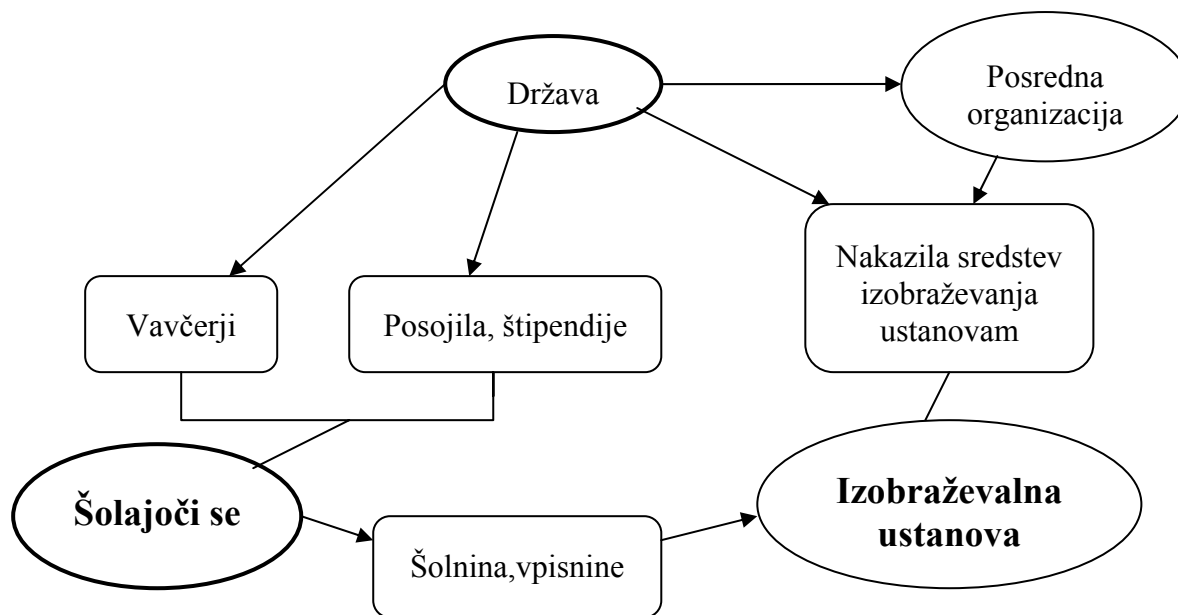 Država
Posredna
organizacija
Vavčerji
Posojila, štipendije
Nakazila sredstev
izobraževanja
ustanovam
Šolajoči se
Šolnina,vpisnine
Izobraževalna
ustanova